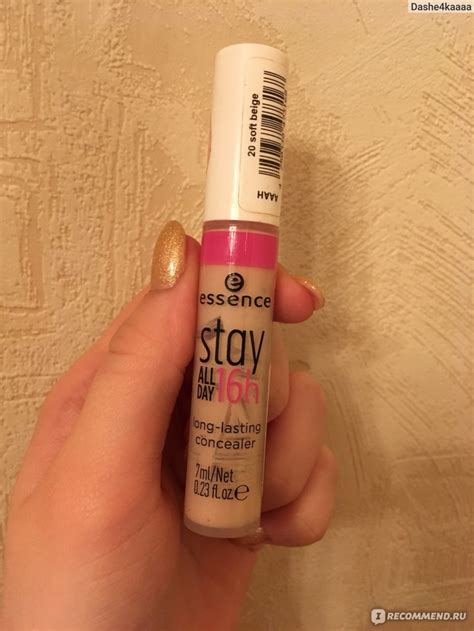 Dashe4kaaaa
20 soft beige
HAAA
essence
stay
ALL
DAY
16h
long-lasting
concealer
7ml/Net
0.23 fl.oz℮
I RECOMMEND.RU